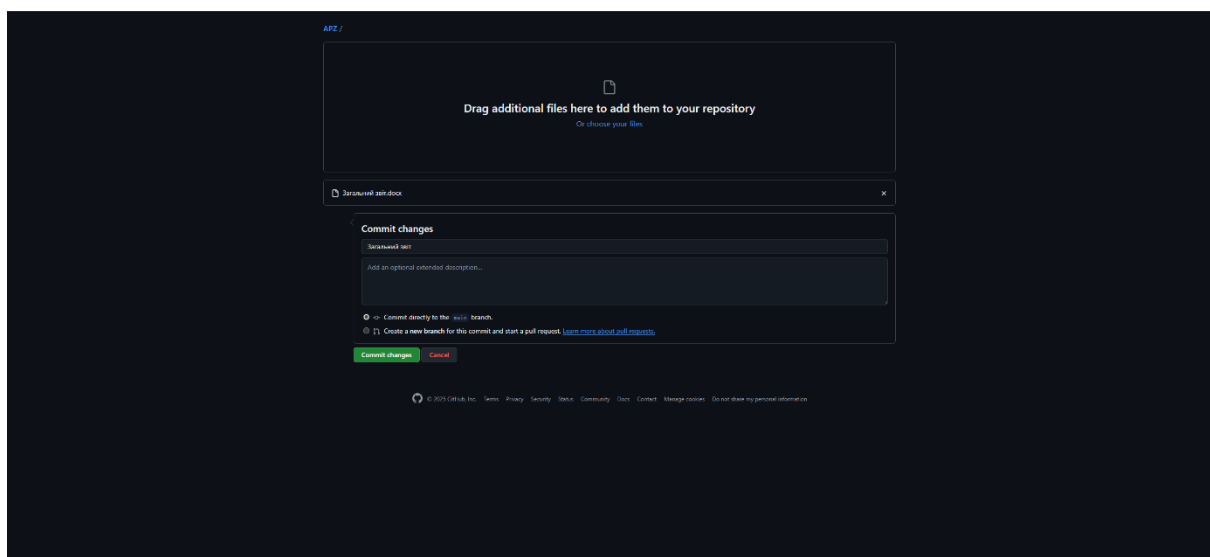 APZ /
Drag additional files here to add them to your repository
Or choose your files
Загальний звіт.docx
Commit changes
Загальний звіт
Add an optional extended description...
Commit directly to the main branch.
Create a new branch for this commit and start a pull request. Learn more about pull requests.
Commit changes Cancel
© 2025 GitHub, Inc. Terms Privacy Security Status Community Docs Contact Manage cookies Do not share my personal information